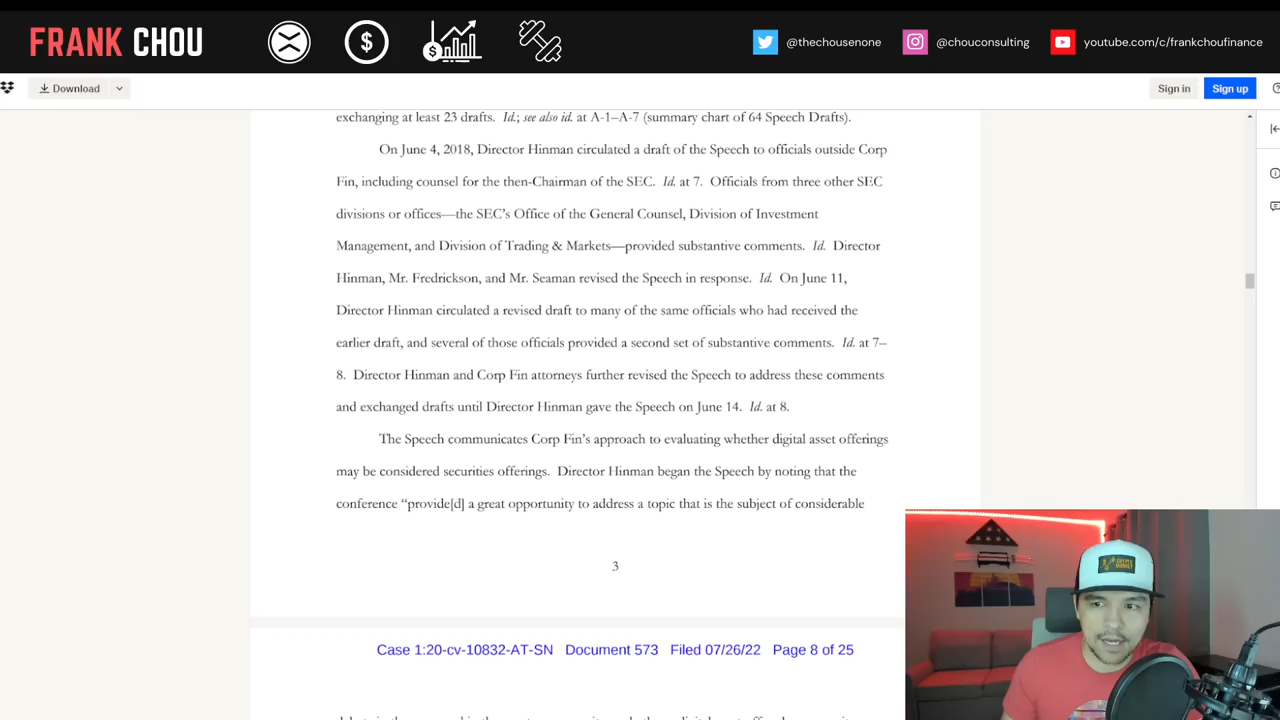 FRANK CHOU
@thechousenone
@chouconsulting
youtube.com/c/frankchoufinance
Download
Sign in
Sign up
exchanging at least 23 drafts. Id.; see also id. at A-1–A-7 (summary chart of 64 Speech Drafts).
On June 4, 2018, Director Hinman circulated a draft of the Speech to officials outside Corp
Fin, including counsel for the then-Chairman of the SEC. Id. at 7. Officials from three other SEC
divisions or offices—the SEC's Office of the General Counsel, Division of Investment
Management, and Division of Trading & Markets—provided substantive comments. Id. Director
Hinman, Mr. Fredrickson, and Mr. Seaman revised the Speech in response. Id. On June 11,
Director Hinman circulated a revised draft to many of the same officials who had received the
earlier draft, and several of those officials provided a second set of substantive comments. Id. at 7–
8. Director Hinman and Corp Fin attorneys further revised the Speech to address these comments
and exchanged drafts until Director Hinman gave the Speech on June 14. Id. at 8.
The Speech communicates Corp Fin's approach to evaluating whether digital asset offerings
may be considered securities offerings. Director Hinman began the Speech by noting that the
conference "provide[d] a great opportunity to address a topic that is the subject of considerable
3
Case 1:20-cv-10832-AT-SN Document 573 Filed 07/26/22 Page 8 of 25